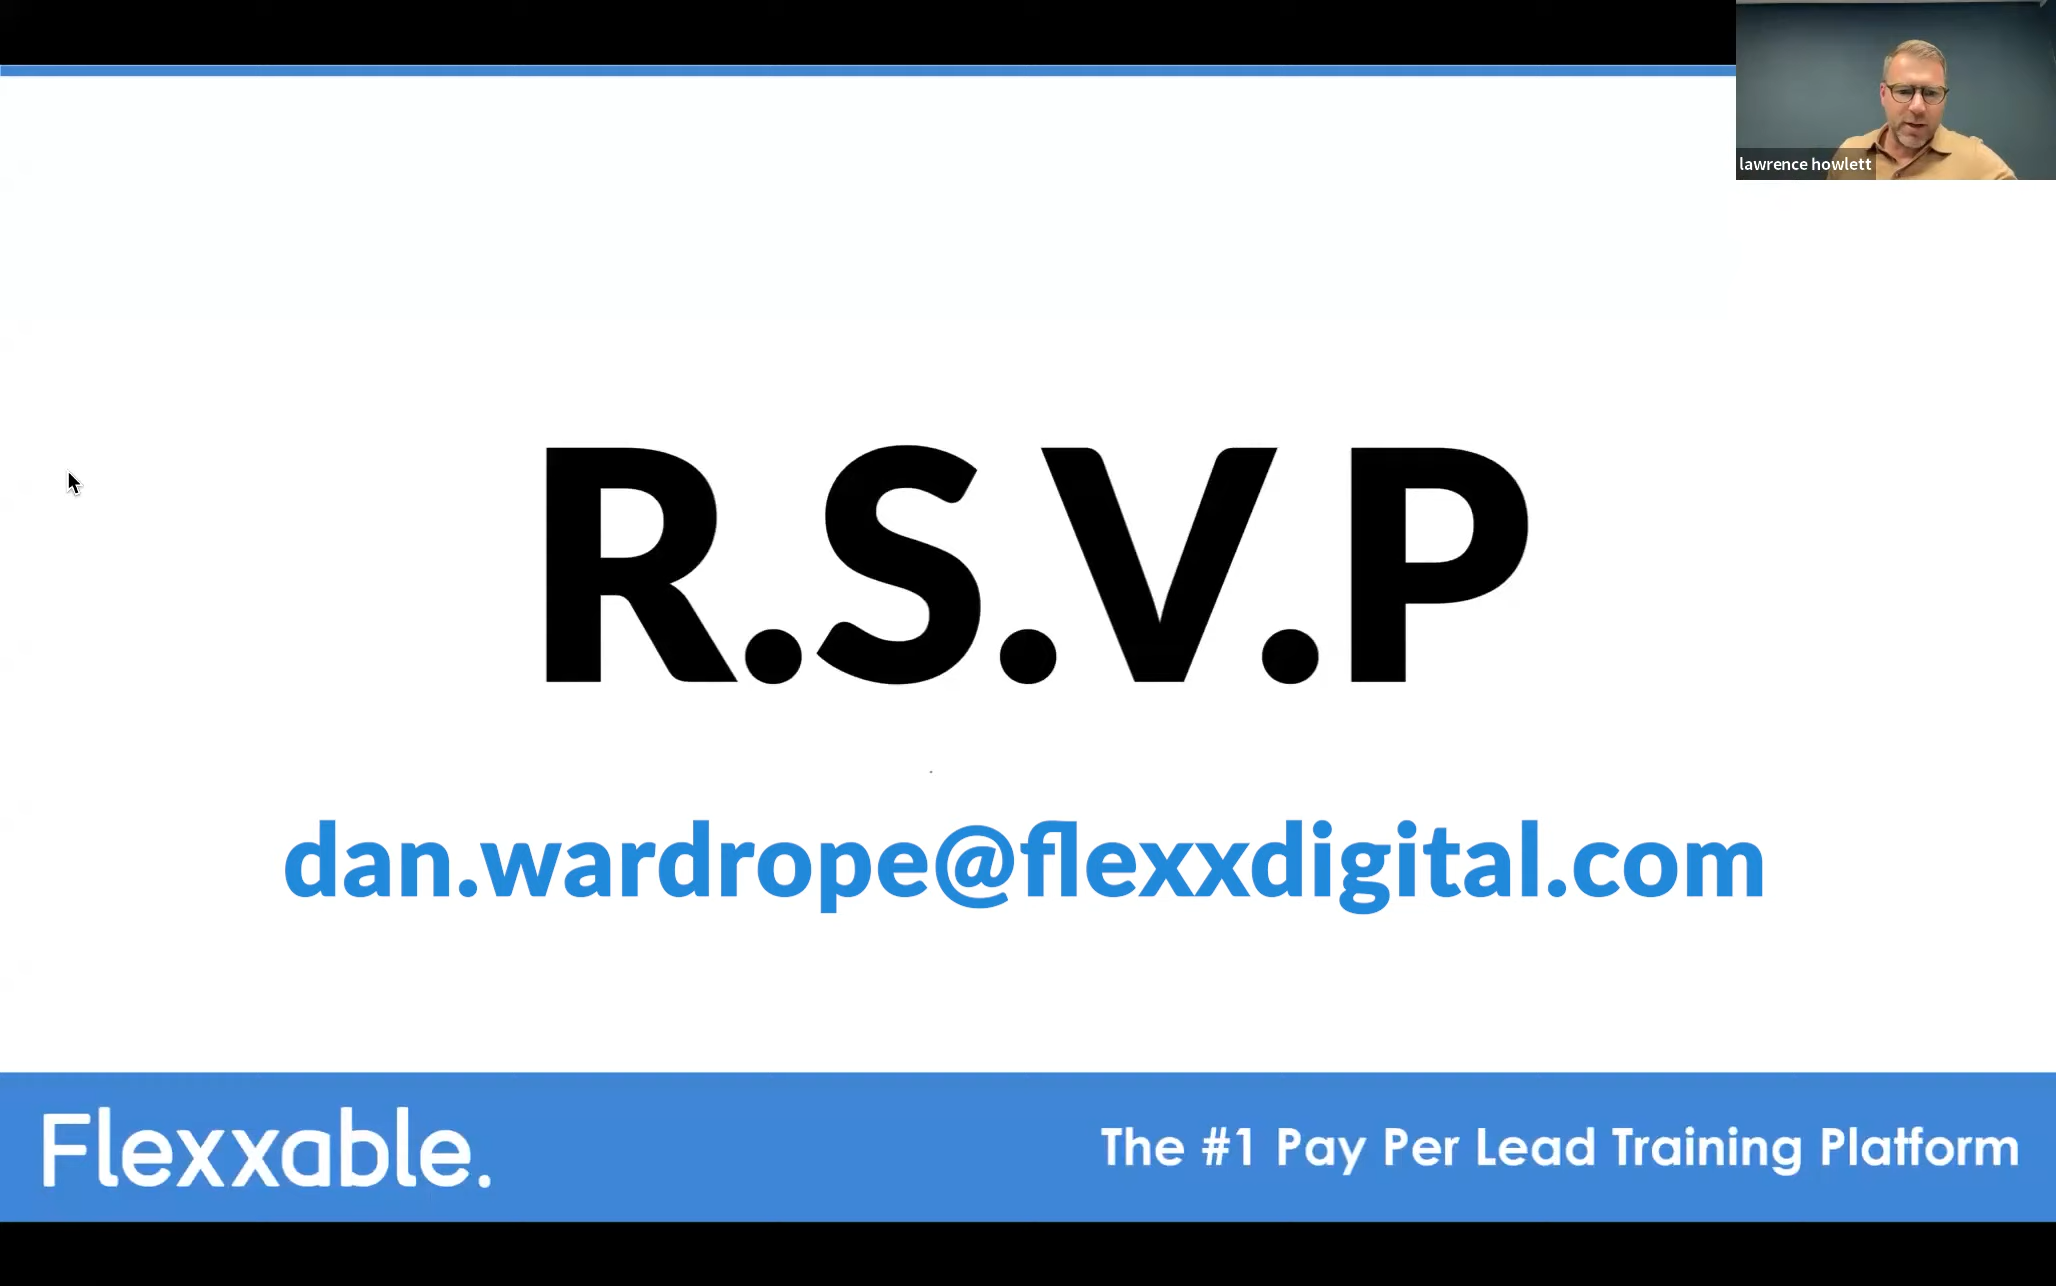 lawrence howlett
R.S.V.P
dan.wardrope@flexxdigital.com
Flexxable.
The #1 Pay Per Lead Training Platform